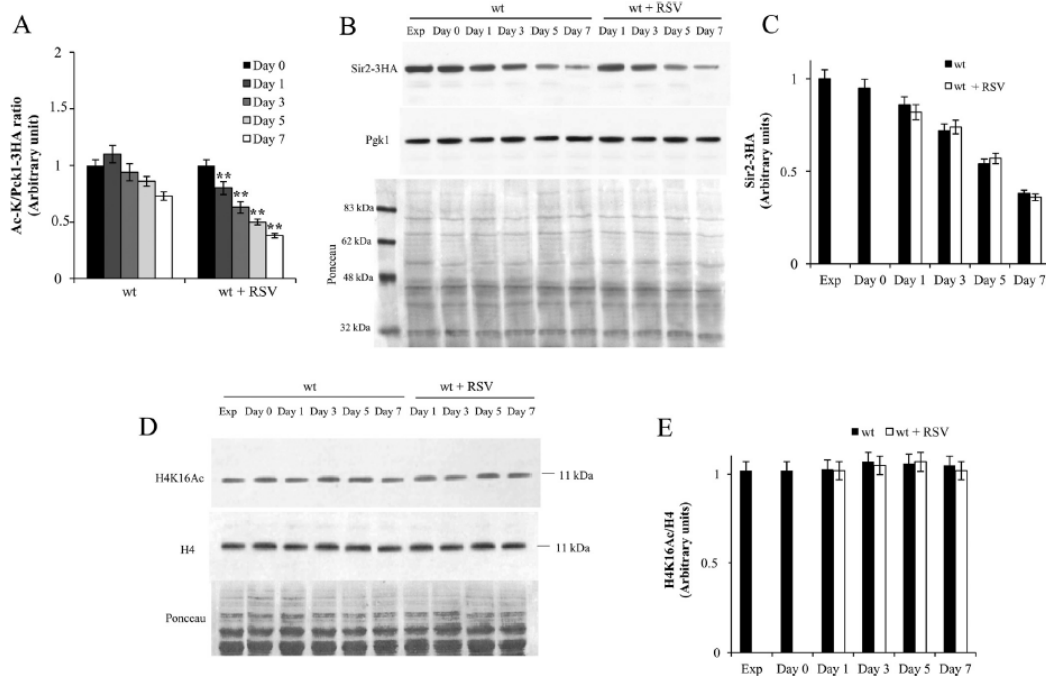 A
Ac-K/Pck1-3HA ratio
(Arbitrary unit)
2
1.5
1
0.5
0
Day 0
Day 1
Day 3
Day 5
Day 7
**
**
**
**
wt
wt + RSV
B
wt
wt + RSV
Exp Day 0 Day 1 Day 3 Day 5 Day 7 Day 1 Day 3 Day 5 Day 7
Sir2-3HA
Pgk1
Ponceau
83 kDa
62 kDa
48 kDa
32 kDa
C
wt
wt + RSV
Sir2-3HA
(Arbitrary units)
1
0.5
0
Exp Day 0 Day 1 Day 3 Day 5 Day 7
D
wt
wt + RSV
Exp Day 0 Day 1 Day 3 Day 5 Day 7 Day 1 Day 3 Day 5 Day 7
H4K16Ac
11 kDa
H4
11 kDa
Ponceau
E
wt
wt + RSV
H4K16Ac/H4
(Arbitrary units)
1
0.5
0
Exp Day 0 Day 1 Day 3 Day 5 Day 7